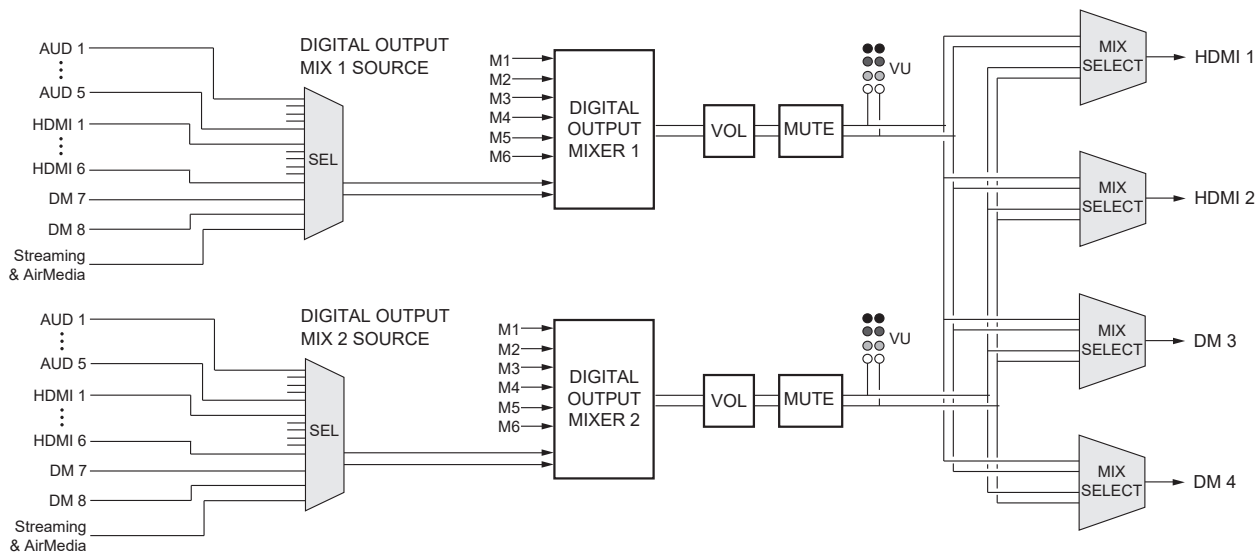 AUD 1
AUD 5
HDMI 1
HDMI 6
DM 7
DM 8
Streaming
& AirMedia
DIGITAL OUTPUT
MIX 1 SOURCE
SEL
M1
M2
M3
M4
M5
M6
DIGITAL
OUTPUT
MIXER 1
VOL
MUTE
VU
MIX
SELECT
HDMI 1
MIX
SELECT
HDMI 2
AUD 1
AUD 5
HDMI 1
HDMI 6
DM 7
DM 8
Streaming
& AirMedia
DIGITAL OUTPUT
MIX 2 SOURCE
SEL
M1
M2
M3
M4
M5
M6
DIGITAL
OUTPUT
MIXER 2
VOL
MUTE
VU
MIX
SELECT
DM 3
MIX
SELECT
DM 4